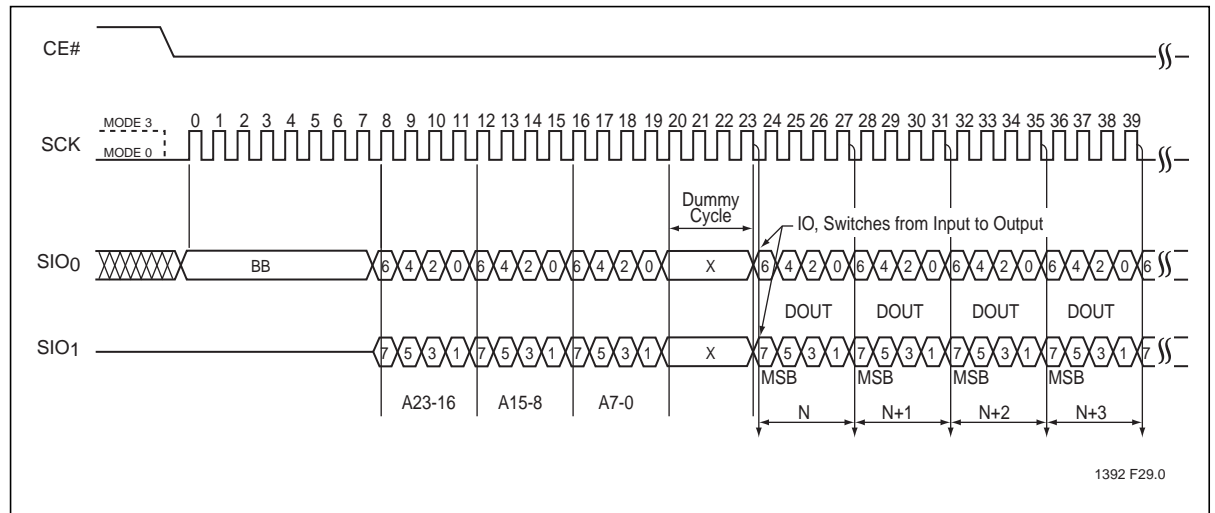 CE#
MODE 3
0 1 2 3 4 5 6 7 8 9 10 11 12 13 14 15 16 17 18 19 20 21 22 23 24 25 26 27 28 29 30 31 32 33 34 35 36 37 38 39
SCK
MODE 0
Dummy
Cycle
IO, Switches from Input to Output
SIO0 BB 6 4 2 0 6 4 2 0 6 4 2 0 X 6 4 2 0 6 4 2 0 6 4 2 0 6 4 2 0 6
DOUT DOUT DOUT DOUT
SIO1 7 5 3 1 7 5 3 1 7 5 3 1 X 7 5 3 1 7 5 3 1 7 5 3 1 7 5 3 1 7
MSB MSB MSB MSB
A23-16 A15-8 A7-0
N N+1 N+2 N+3
1392 F29.0